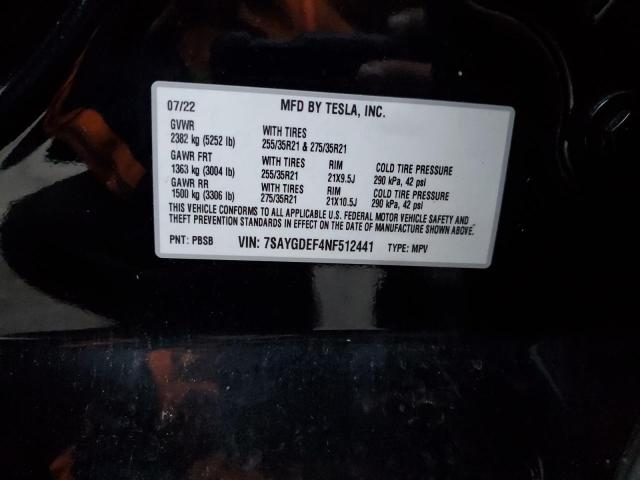 07/22 MFD BY TESLA, INC.
GVWR
2382 kg (5252 lb) WITH TIRES
255/35R21 & 275/35R21
GAWR FRT
1363 kg (3004 lb) WITH TIRES
255/35R21 RIM
21X9.5J COLD TIRE PRESSURE
290 kPa, 42 psi
GAWR RR
1500 kg (3306 lb) WITH TIRES
275/35R21 RIM
21X10.5J COLD TIRE PRESSURE
290 kPa, 42 psi
THIS VEHICLE CONFORMS TO ALL APPLICABLE U.S. FEDERAL MOTOR VEHICLE SAFETY AND
THEFT PREVENTION STANDARDS IN EFFECT ON THE DATE OF MANUFACTURE SHOWN ABOVE.
PNT: PBSB VIN: 7SAYGDEF4NF512441 TYPE: MPV